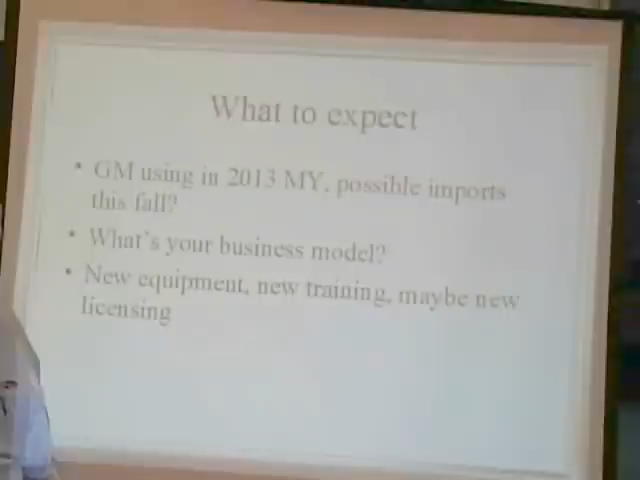 What to expect
• GM using in 2013 MY, possible imports
this fall?
• What's your business model?
• New equipment, new training, maybe new
licensing